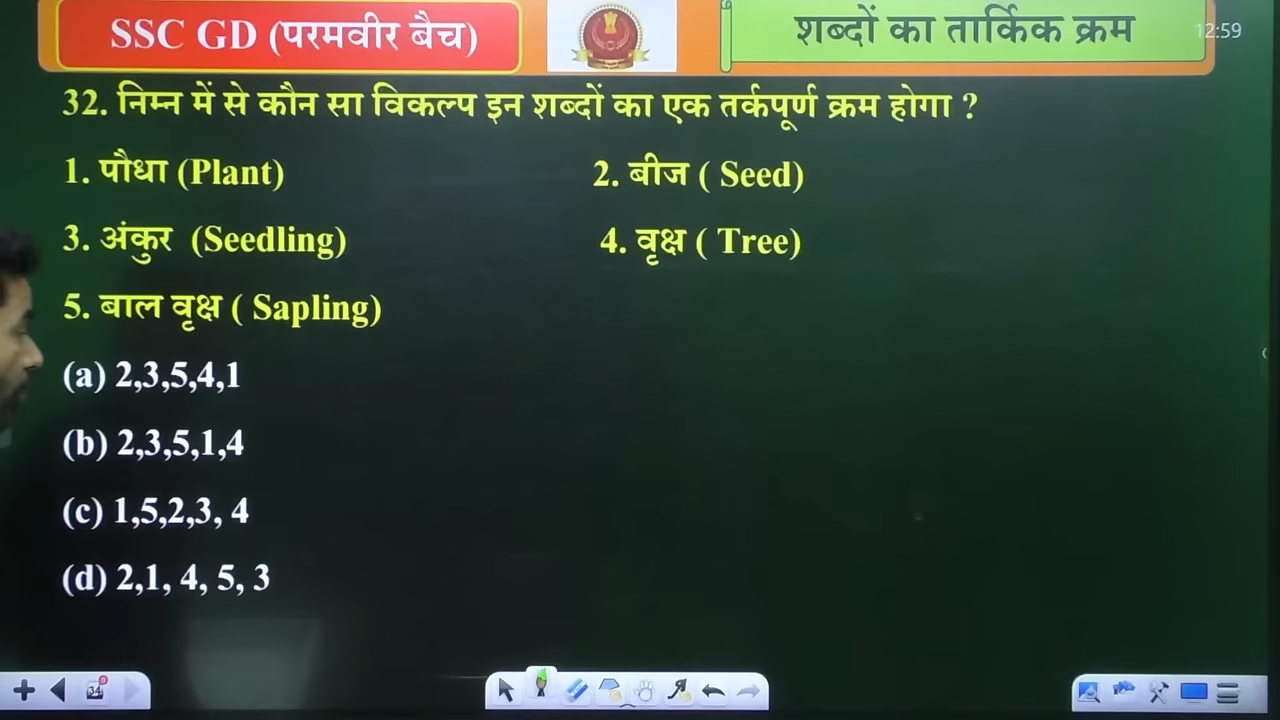 SSC GD (परमवीर बैच)
शब्दों का तार्किक क्रम
12:59
32. निम्न में से कौन सा विकल्प इन शब्दों का एक तर्कपूर्ण क्रम होगा ?
1. पौधा (Plant) 2. बीज ( Seed)
3. अंकुर (Seedling) 4. वृक्ष ( Tree)
5. बाल वृक्ष ( Sapling)
(a) 2,3,5,4,1
(b) 2,3,5,1,4
(c) 1,5,2,3, 4
(d) 2,1, 4, 5, 3
34